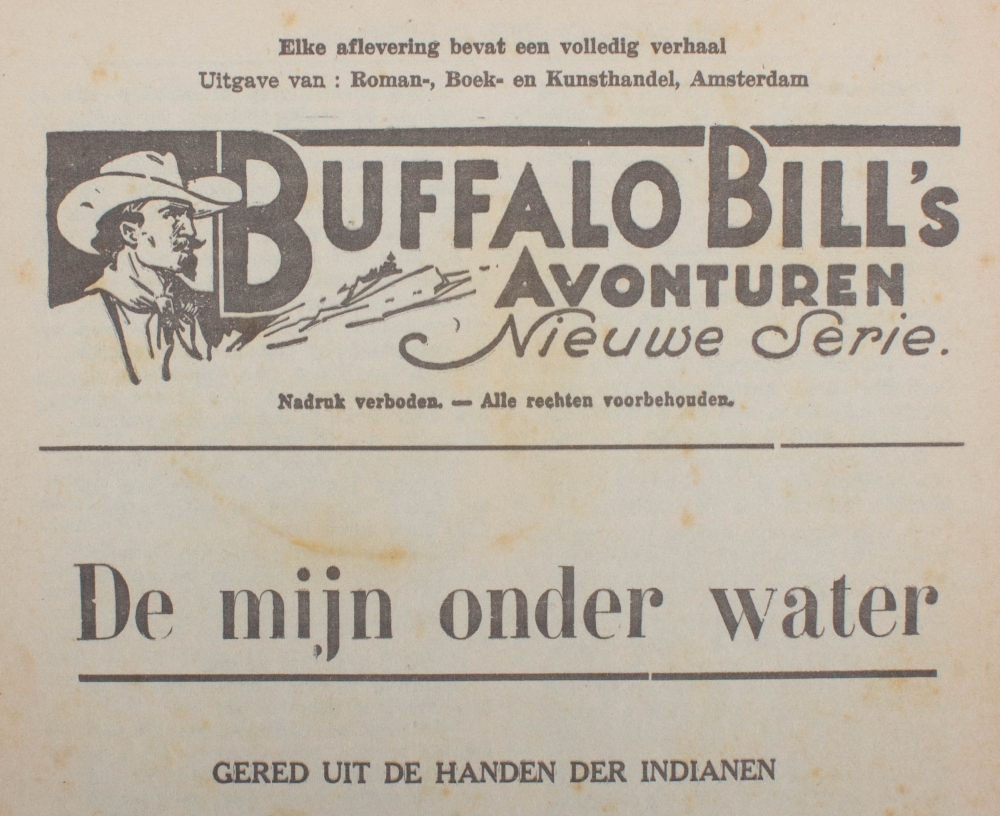 Elke aflevering bevat een volledig verhaal
Uitgave van : Roman-, Boek- en Kunsthandel, Amsterdam
BUFFALO BILL's
AVONTUREN
Nieuwe Serie.
Nadruk verboden. — Alle rechten voorbehouden.
De mijn onder water
GERED UIT DE HANDEN DER INDIANEN